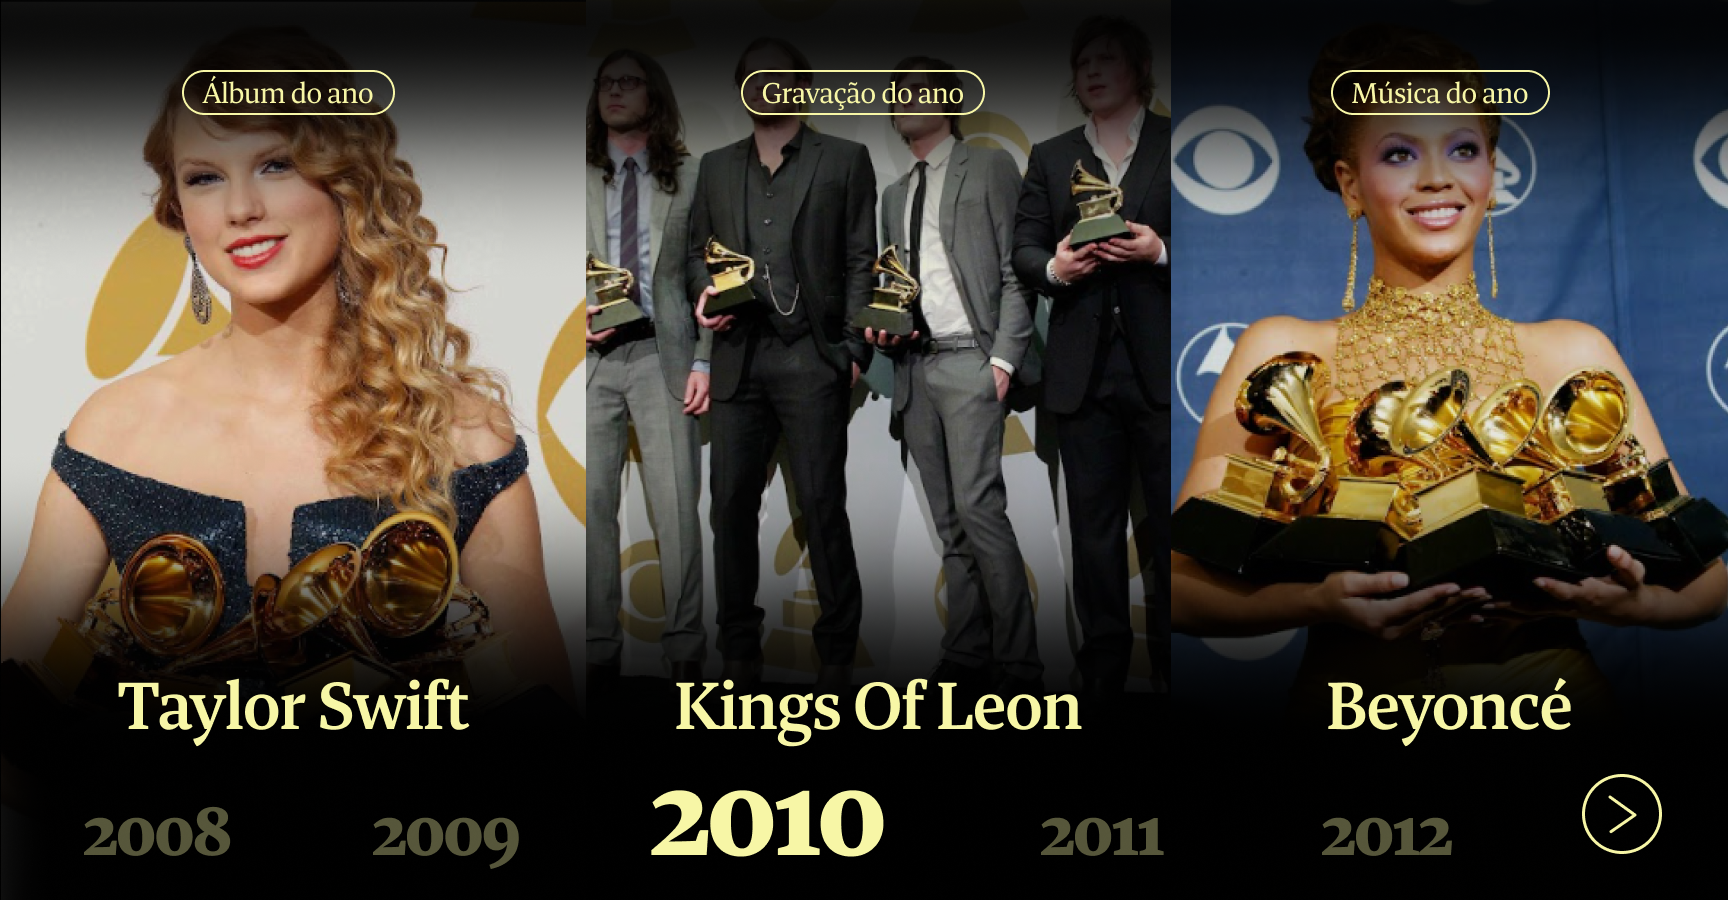 Álbum do ano
Gravação do ano
Música do ano
Taylor Swift
Kings Of Leon
Beyoncé
2008
2009
2010
2011
2012